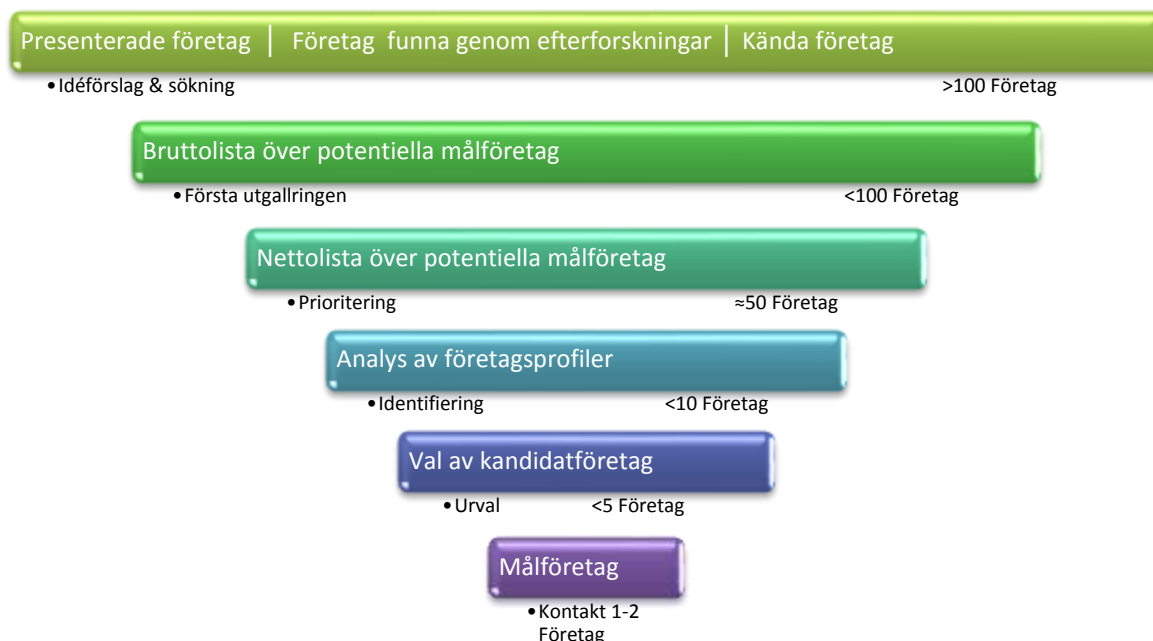 Presenterade företag | Företag funna genom efterforskningar | Kända företag
•Idéförslag & sökning >100 Företag
Bruttolista över potentiella målföretag
•Första utgallringen <100 Företag
Nettolista över potentiella målföretag
•Prioritering ≈50 Företag
Analys av företagsprofiler
•Identifiering <10 Företag
Val av kandidatföretag
•Urval <5 Företag
Målföretag
•Kontakt 1-2
Företag